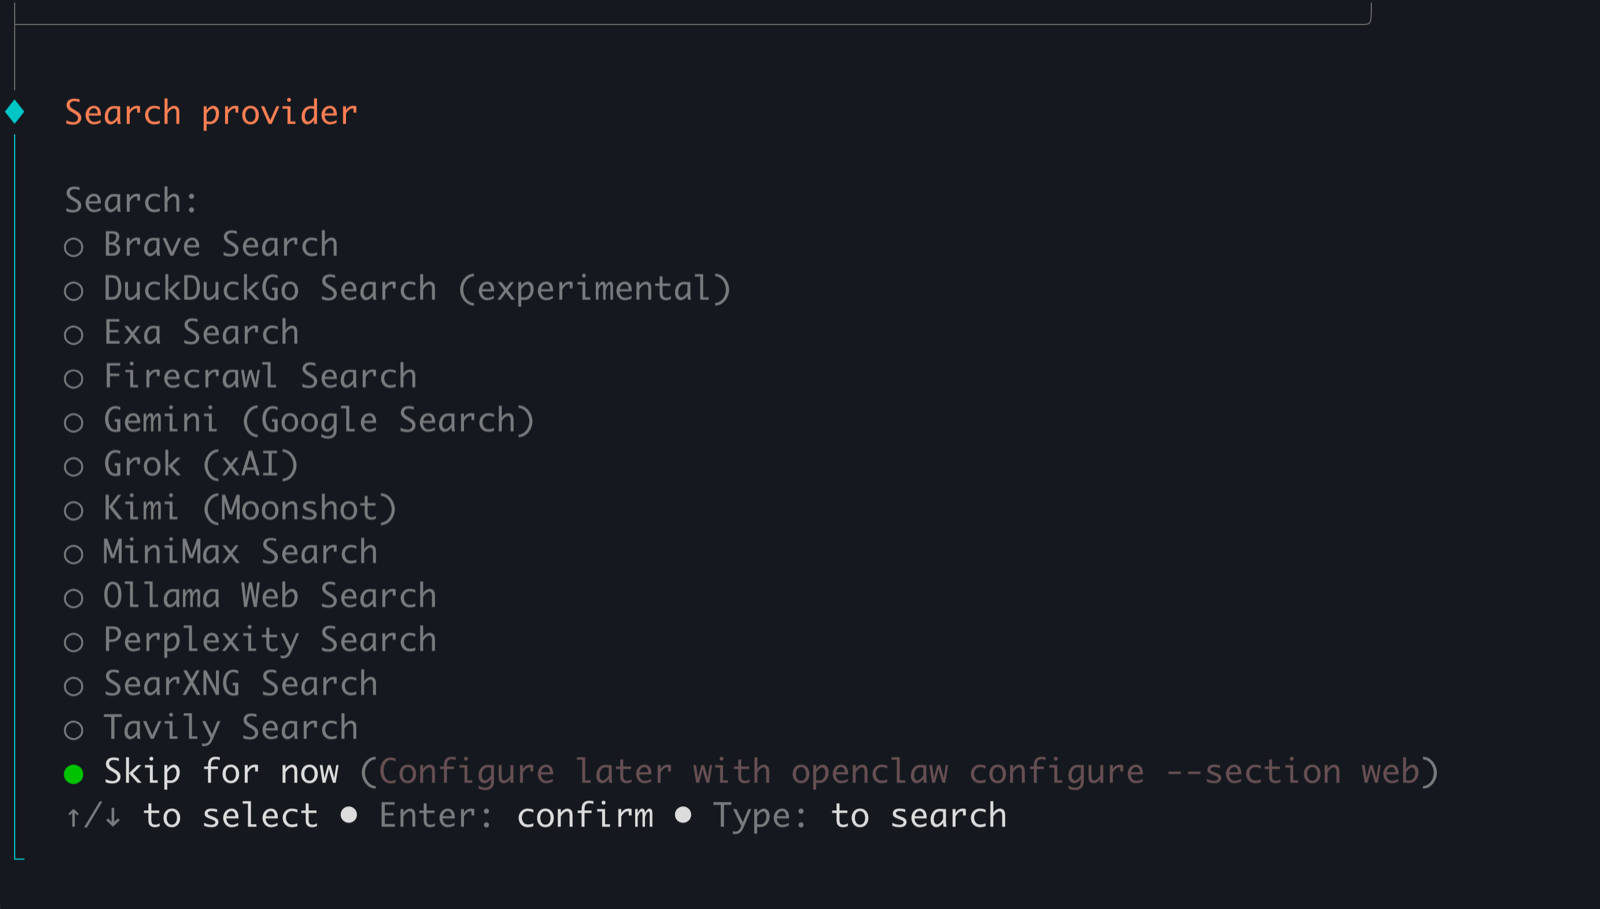 Search provider
Search:
○ Brave Search
○ DuckDuckGo Search (experimental)
○ Exa Search
○ Firecrawl Search
○ Gemini (Google Search)
○ Grok (xAI)
○ Kimi (Moonshot)
○ MiniMax Search
○ Ollama Web Search
○ Perplexity Search
○ SearXNG Search
○ Tavily Search
● Skip for now (Configure later with openclaw configure --section web)
↑/↓ to select • Enter: confirm • Type: to search